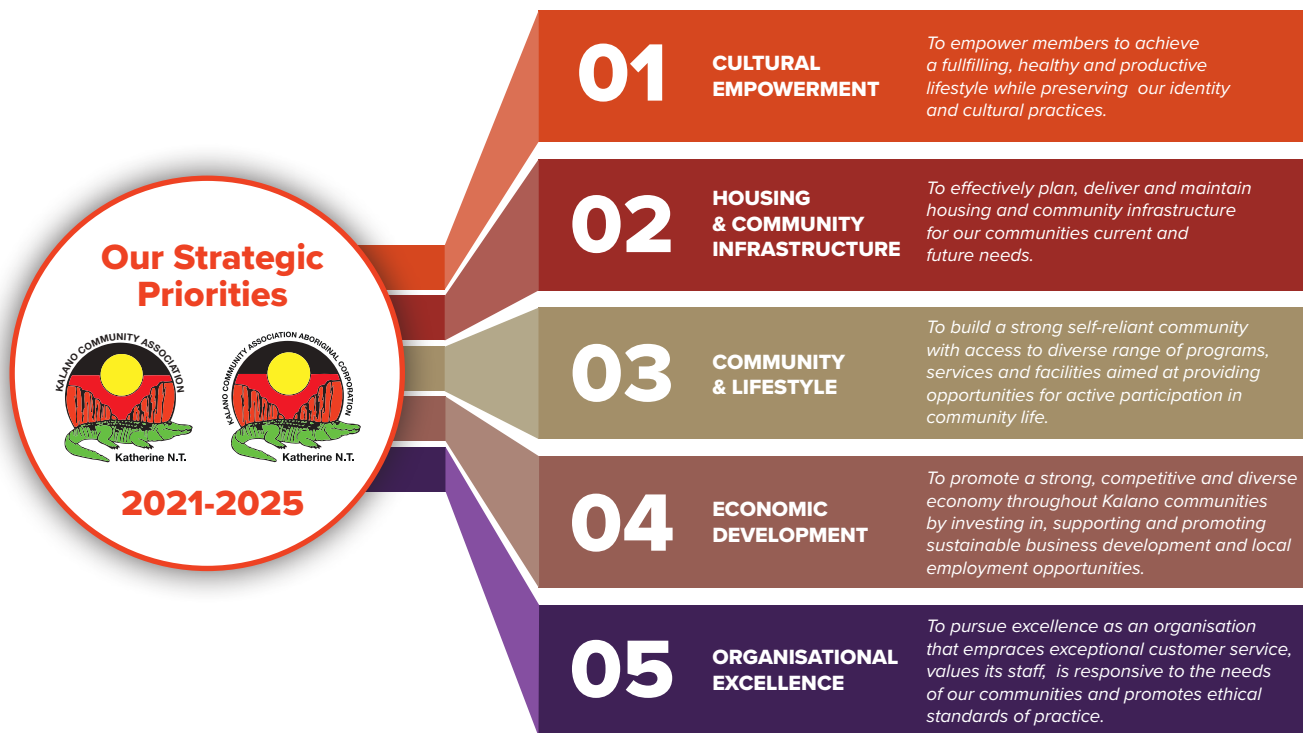 Our Strategic
Priorities
KALANO COMMUNITY ASSOCIATION
Katherine N.T.
KALANO COMMUNITY ASSOCIATION ABORIGINAL CORPORATION
Katherine N.T.
2021-2025
01
CULTURAL
EMPOWERMENT
To empower members to achieve
a fullfilling, healthy and productive
lifestyle while preserving our identity
and cultural practices.
02
HOUSING
& COMMUNITY
INFRASTRUCTURE
To effectively plan, deliver and maintain
housing and community infrastructure
for our communities current and
future needs.
03
COMMUNITY
& LIFESTYLE
To build a strong self-reliant community
with access to diverse range of programs,
services and facilities aimed at providing
opportunities for active participation in
community life.
04
ECONOMIC
DEVELOPMENT
To promote a strong, competitive and diverse
economy throughout Kalano communities
by investing in, supporting and promoting
sustainable business development and local
employment opportunities.
05
ORGANISATIONAL
EXCELLENCE
To pursue excellence as an organisation
that empraces exceptional customer service,
values its staff, is responsive to the needs
of our communities and promotes ethical
standards of practice.